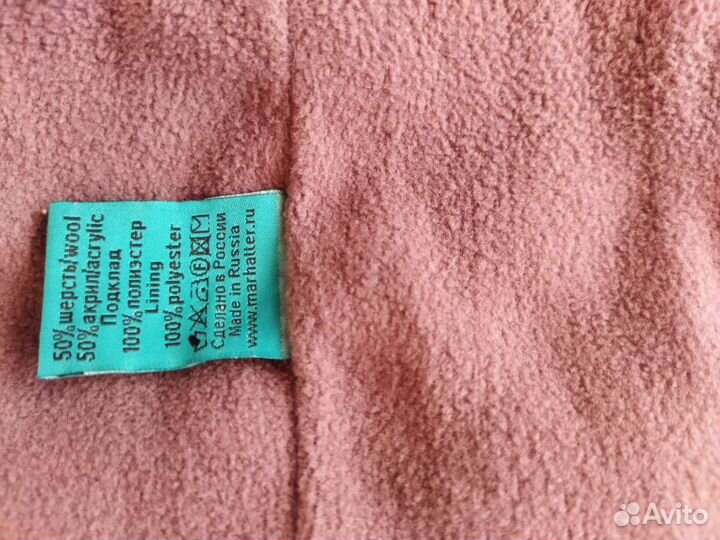 50% шерсть/wool
50% акрил/acrylic
Подклад
100% полиэстер
Lining
100% polyester
Сделано в России
Made in Russia
www.marhatter.ru
Avito